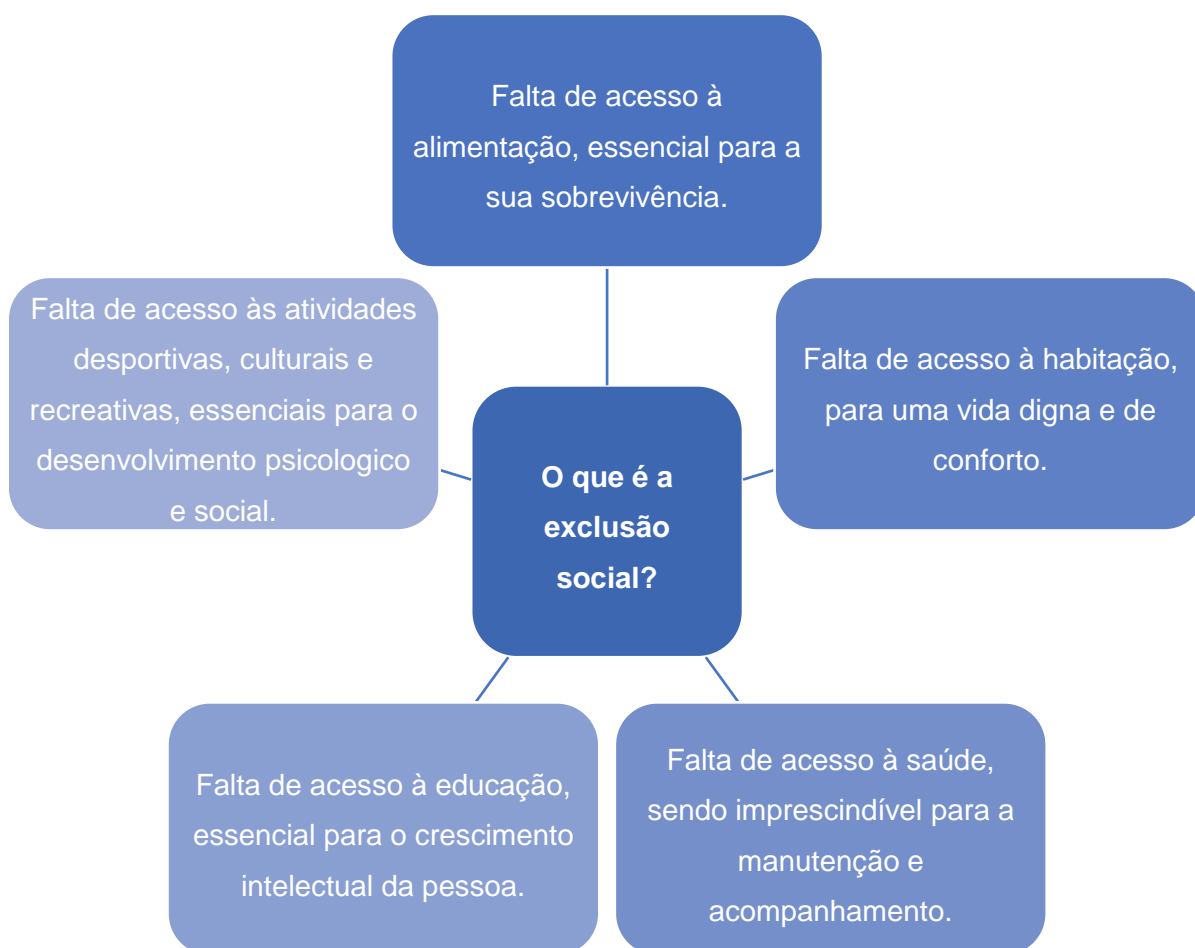 Falta de acesso à
alimentação, essencial para a
sua sobrevivência.
Falta de acesso às atividades
desportivas, culturais e
recreativas, essenciais para o
desenvolvimento psicologico
e social.
Falta de acesso à habitação,
para uma vida digna e de
conforto.
O que é a
exclusão
social?
Falta de acesso à educação,
essencial para o crescimento
intelectual da pessoa.
Falta de acesso à saúde,
sendo imprescindível para a
manutenção e
acompanhamento.